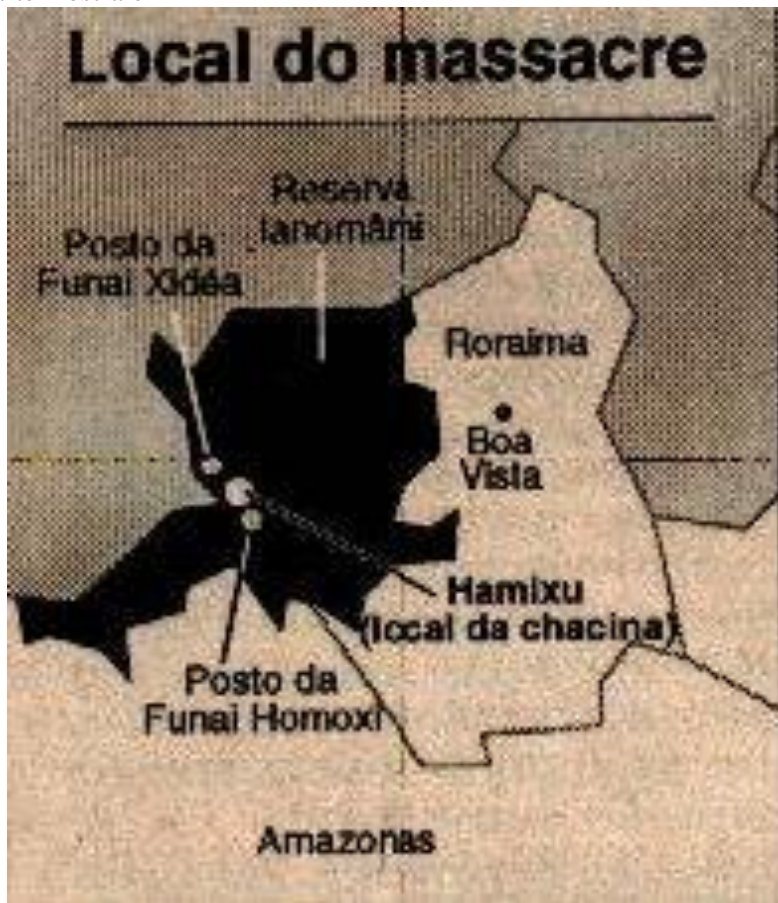 Local do massacre
Reserva
Ianomâmi
Posto da
Funai Xidéa
Roraima
Boa
Vista
Hamixu
(local da chacina)
Posto da
Funai Homoxi
Amazonas